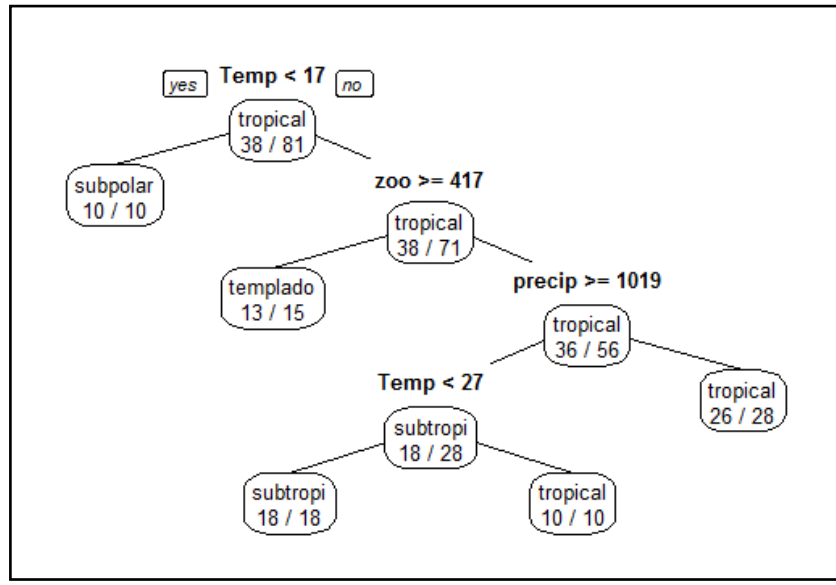 yes Temp < 17 no
tropical
38 / 81
subpolar
10 / 10
zoo >= 417
tropical
38 / 71
templado
13 / 15
precip >= 1019
tropical
36 / 56
Temp < 27
subtropi
18 / 28
tropical
26 / 28
subtropi
18 / 18
tropical
10 / 10